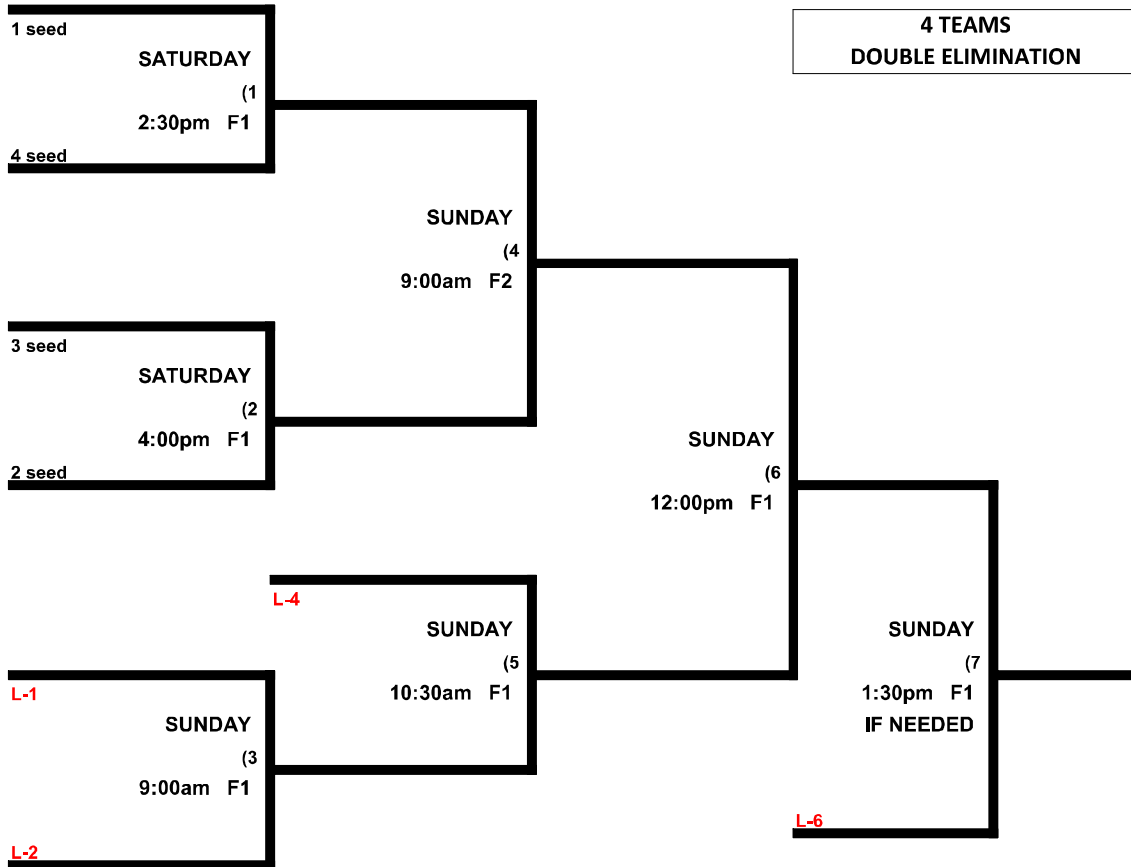 1 seed
4 TEAMS
DOUBLE ELIMINATION
SATURDAY
(1
2:30pm F1
4 seed
SUNDAY
(4
9:00am F2
3 seed
SATURDAY
(2
4:00pm F1
2 seed
SUNDAY
(6
12:00pm F1
L-4
SUNDAY
(5
10:30am F1
SUNDAY
(7
1:30pm F1
IF NEEDED
L-1
SUNDAY
(3
9:00am F1
L-2
L-6